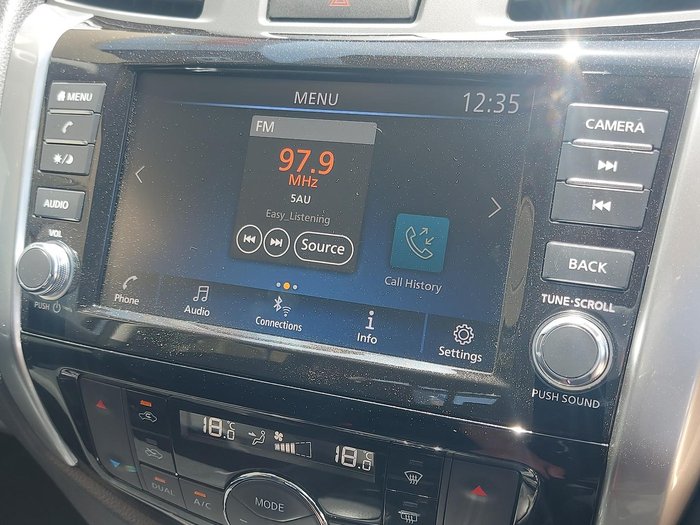 MENU
AUDIO
VOL
PUSH
MENU
12:35
FM
97.9
MHz
5AU
Easy_Listening
Source
Call History
Phone
Audio
Connections
Info
Settings
CAMERA
BACK
TUNE·SCROLL
PUSH SOUND
18.0
18.0
DUAL
A/C
MODE